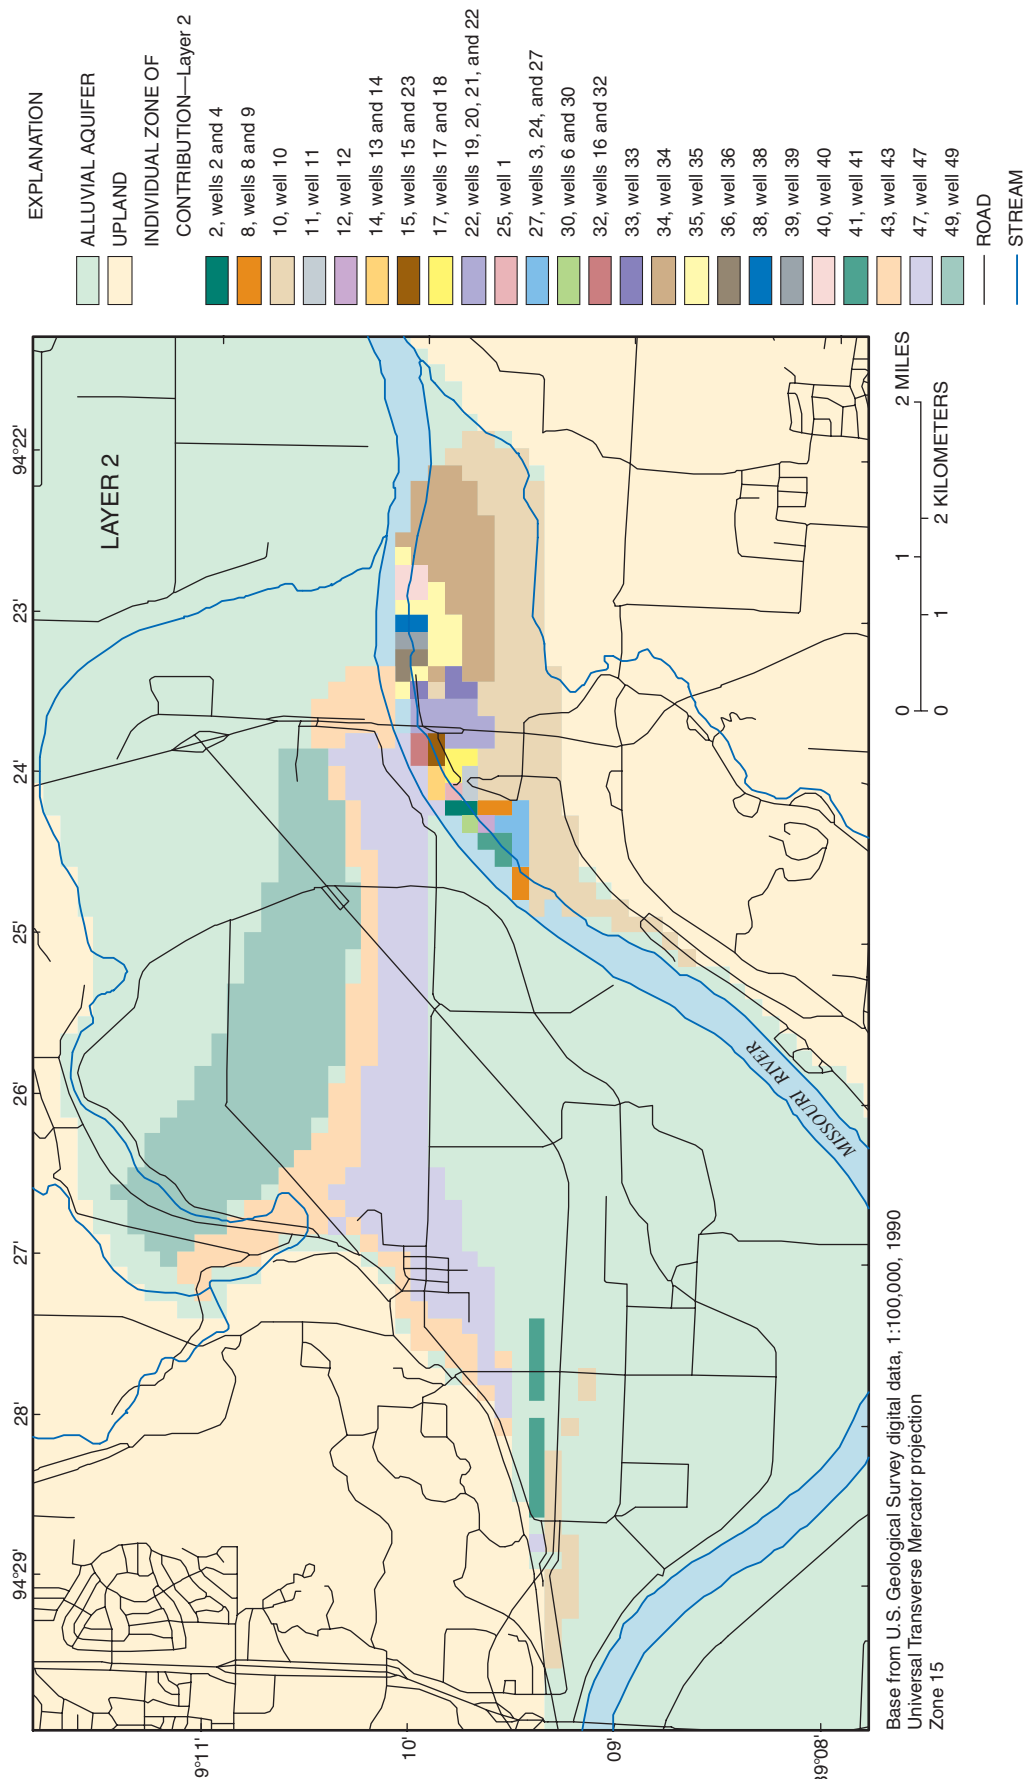 EXPLANATION
ALLUVIAL AQUIFER
UPLAND
INDIVIDUAL ZONE OF
CONTRIBUTION—Layer 2
2, wells 2 and 4
8, wells 8 and 9
10, well 10
11, well 11
12, well 12
14, wells 13 and 14
15, wells 15 and 23
17, wells 17 and 18
22, wells 19, 20, 21, and 22
25, well 1
27, wells 3, 24, and 27
30, wells 6 and 30
32, wells 16 and 32
33, well 33
34, well 34
35, well 35
36, well 36
38, well 38
39, well 39
40, well 40
41, well 41
43, well 43
47, well 47
49, well 49
ROAD
STREAM
94°29'
28'
27'
26'
25'
24'
23'
94°22'
LAYER 2
9°11'
10'
09'
39°08'
MISSOURI RIVER
0 1 2 MILES
0 1 2 KILOMETERS
Base from U.S. Geological Survey digital data, 1:100,000, 1990
Universal Transverse Mercator projection
Zone 15